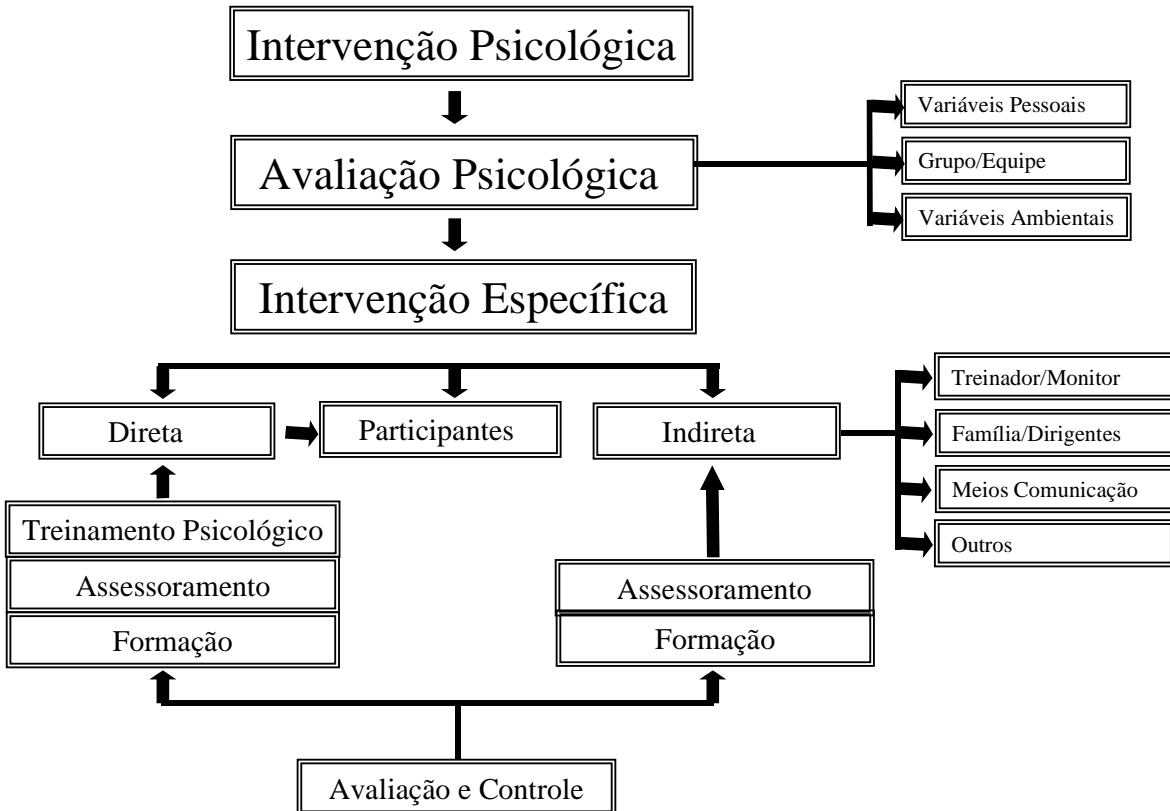 Intervenção Psicológica
Avaliação Psicológica
Variáveis Pessoais
Grupo/Equipe
Variáveis Ambientais
Intervenção Específica
Direta
Participantes
Indireta
Treinador/Monitor
Família/Dirigentes
Meios Comunicação
Outros
Treinamento Psicológico
Assessoramento
Formação
Assessoramento
Formação
Avaliação e Controle